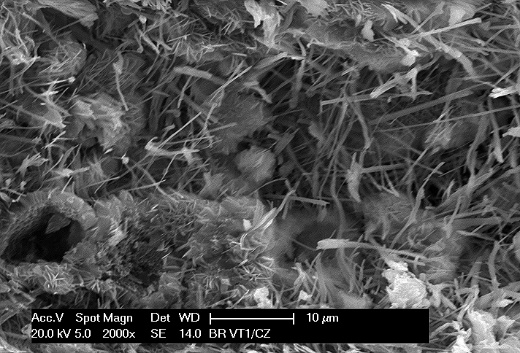 Acc.V Spot Magn Det WD 10 µm
20.0 kV 5.0 2000x SE 14.0 BR VT1/CZ